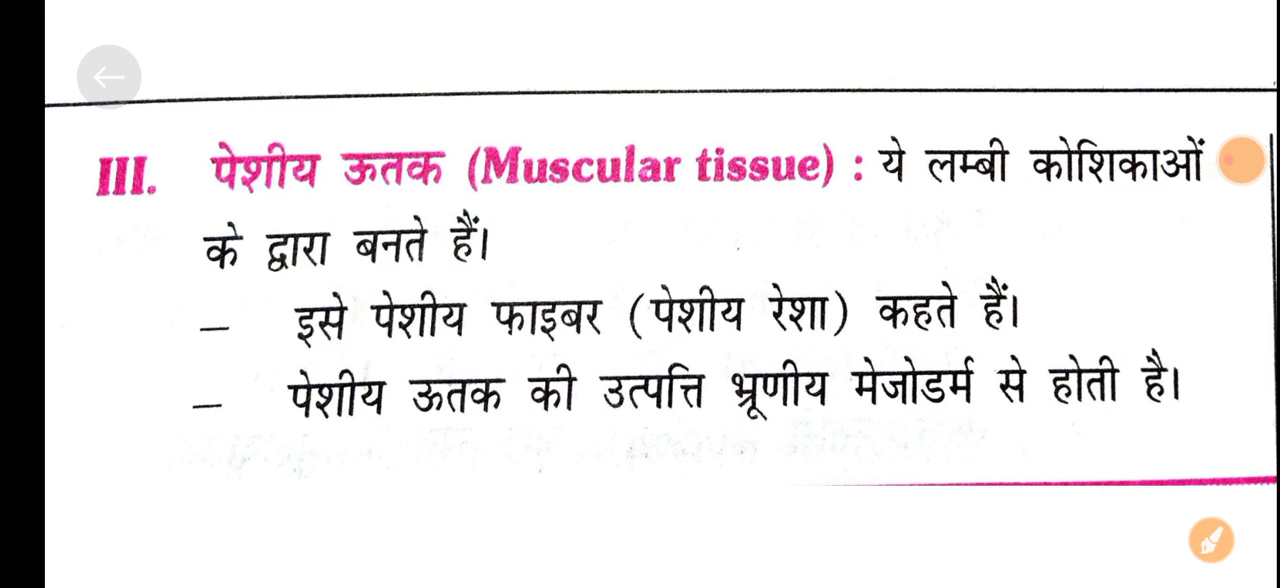 III. पेशीय ऊतक (Muscular tissue) : ये लम्बी कोशिकाओं
के द्वारा बनते हैं।
– इसे पेशीय फाइबर (पेशीय रेशा) कहते हैं।
– पेशीय ऊतक की उत्पत्ति भ्रूणीय मेजोडर्म से होती है।